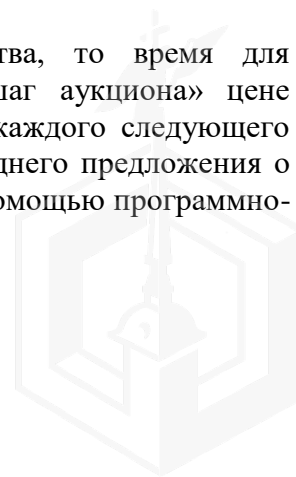 тва, то время для
шаг аукциона» цене
каждого следующего
днего предложения о
омощью программно-